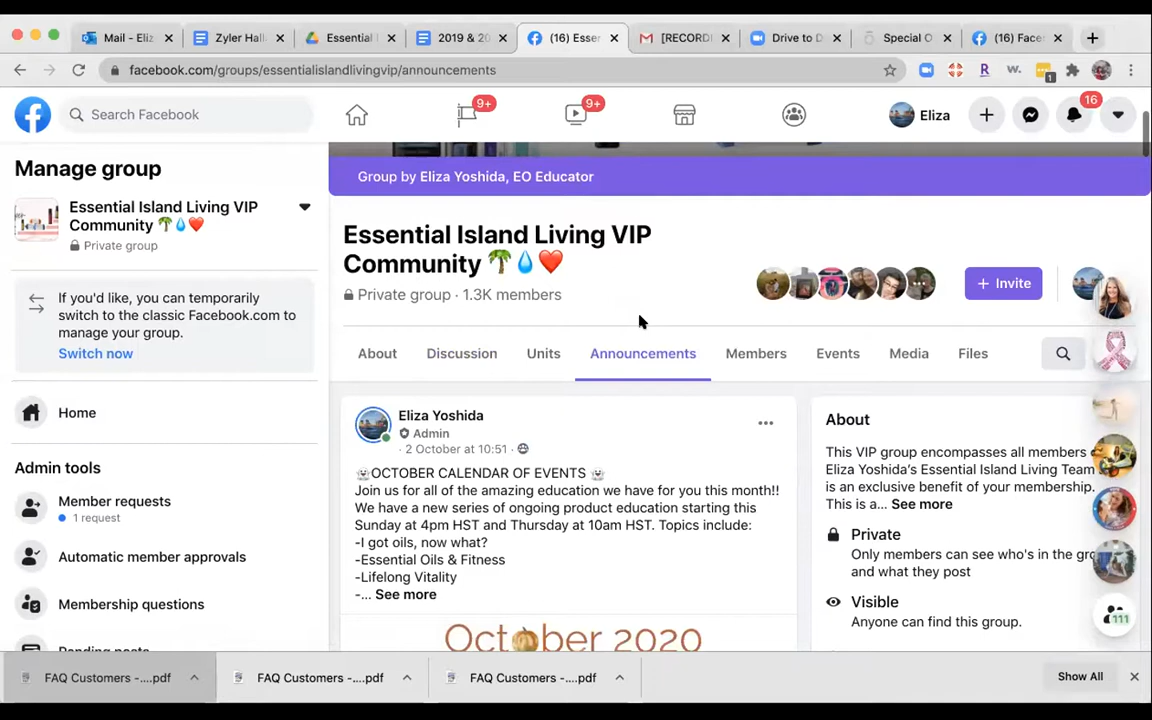 Mail - Eliz
Zyler Hall
Essential
2019 & 20
(16) Esser
[RECORDI
Drive to D
Special O
(16) Face
facebook.com/groups/essentialislandlivingvip/announcements
R
W.
1
Search Facebook
9+
9+
Eliza
16
Manage group
Essential Island Living VIP
Community 🌴💧❤️
Private group
If you'd like, you can temporarily
switch to the classic Facebook.com to
manage your group.
Switch now
Home
Admin tools
Member requests
1 request
Automatic member approvals
Membership questions
Pending posts
Group by Eliza Yoshida, EO Educator
Essential Island Living VIP
Community 🌴💧❤️
Private group · 1.3K members
+ Invite
About
Discussion
Units
Announcements
Members
Events
Media
Files
Eliza Yoshida
Admin
· 2 October at 10:51 ·
👻OCTOBER CALENDAR OF EVENTS 👻
Join us for all of the amazing education we have for you this month!!
We have a new series of ongoing product education starting this
Sunday at 4pm HST and Thursday at 10am HST. Topics include:
-I got oils, now what?
-Essential Oils & Fitness
-Lifelong Vitality
-... See more
October 2020
About
This VIP group encompasses all members o
Eliza Yoshida's Essential Island Living Team
is an exclusive benefit of your membership.
This is a... See more
Private
Only members can see who's in the gro
and what they post
Visible
Anyone can find this group.
111
FAQ Customers -....pdf
FAQ Customers -....pdf
FAQ Customers -....pdf
Show All